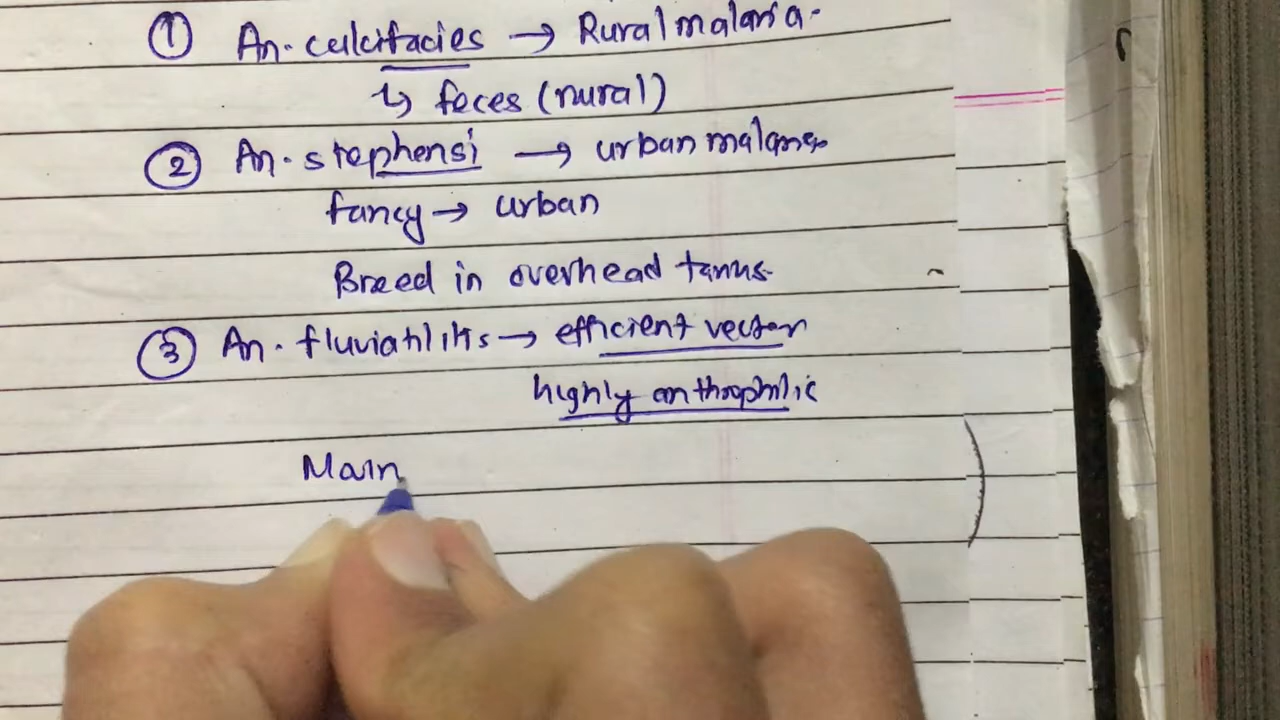 ① An. culcifacies → Rural malaria.
↳ feces (rural)
② An. stephensi → urban malaria
fancy → urban
Breed in overhead tanks.
③ An. fluviatilits → efficient vector
highly anthrophilic
Main